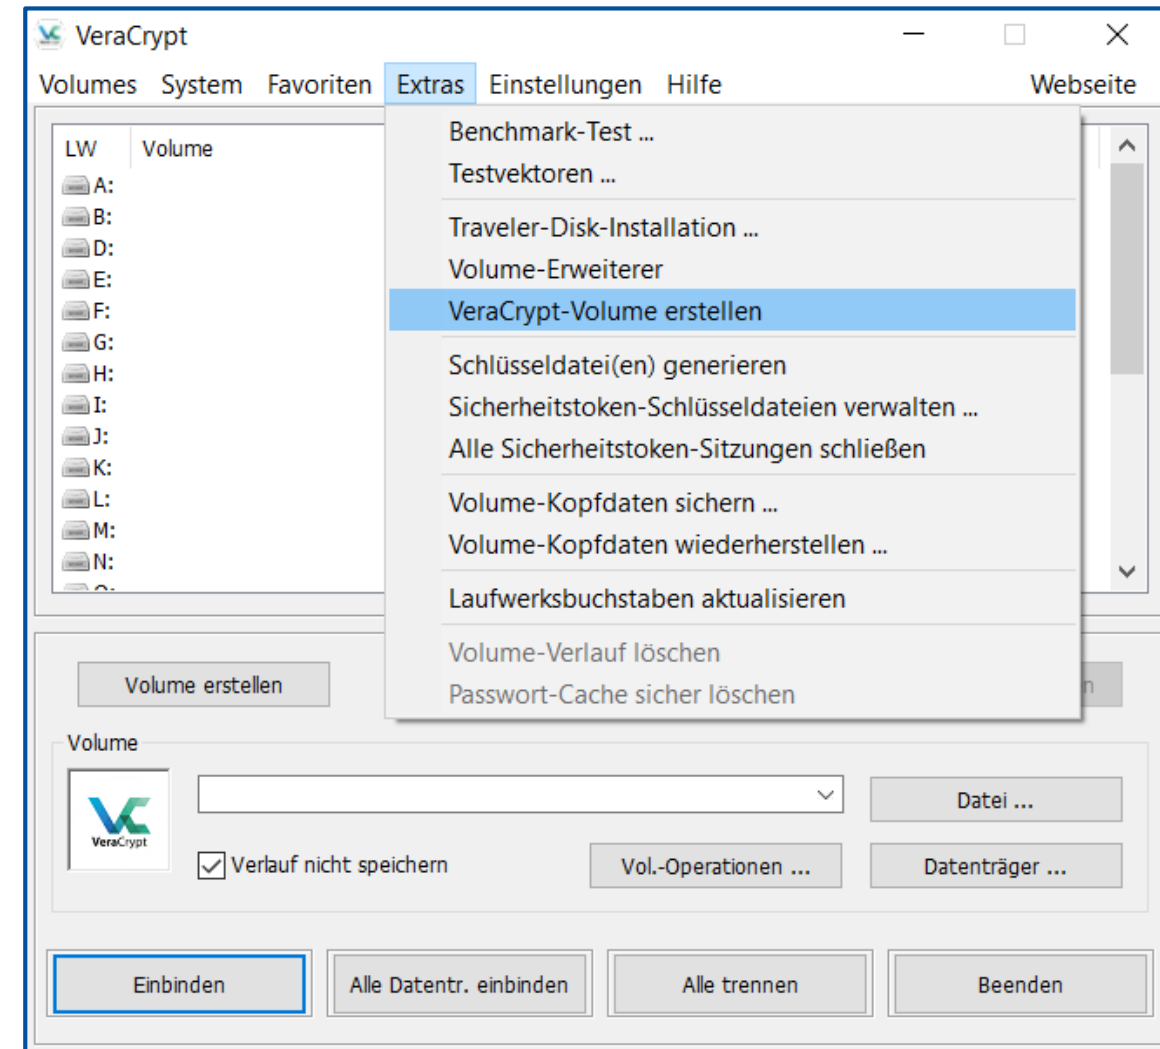 VeraCrypt
Volumes System Favoriten Extras Einstellungen Hilfe Webseite
LW Volume
A:
B:
D:
E:
F:
G:
H:
I:
J:
K:
L:
M:
N:
Benchmark-Test ...
Testvektoren ...
Traveler-Disk-Installation ...
Volume-Erweiterer
VeraCrypt-Volume erstellen
Schlüsseldatei(en) generieren
Sicherheitstoken-Schlüsseldateien verwalten ...
Alle Sicherheitstoken-Sitzungen schließen
Volume-Kopfdaten sichern ...
Volume-Kopfdaten wiederherstellen ...
Laufwerksbuchstaben aktualisieren
Volume-Verlauf löschen
Passwort-Cache sicher löschen
Volume erstellen
Volume
VeraCrypt
Datei ...
Verlauf nicht speichern
Vol.-Operationen ...
Datenträger ...
Einbinden
Alle Datentr. einbinden
Alle trennen
Beenden